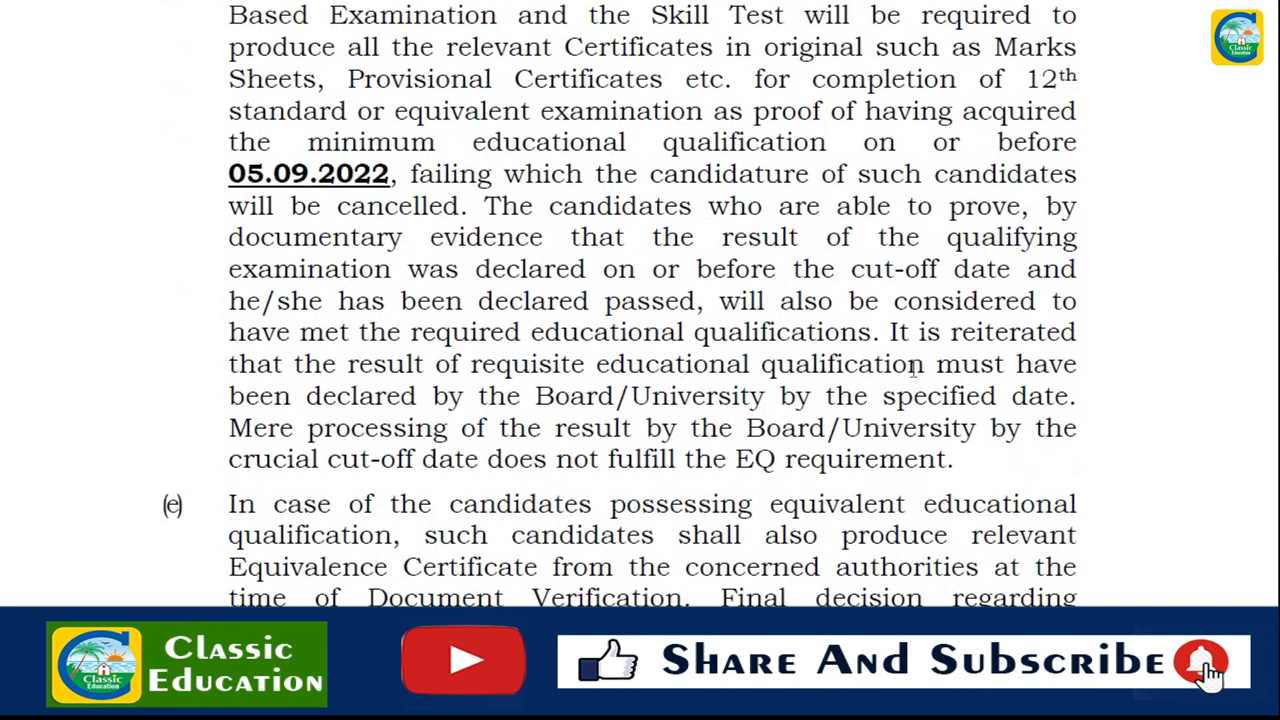 Based Examination and the Skill Test will be required to
produce all the relevant Certificates in original such as Marks
Sheets, Provisional Certificates etc. for completion of 12th
standard or equivalent examination as proof of having acquired
the minimum educational qualification on or before
05.09.2022, failing which the candidature of such candidates
will be cancelled. The candidates who are able to prove, by
documentary evidence that the result of the qualifying
examination was declared on or before the cut-off date and
he/she has been declared passed, will also be considered to
have met the required educational qualifications. It is reiterated
that the result of requisite educational qualification must have
been declared by the Board/University by the specified date.
Mere processing of the result by the Board/University by the
crucial cut-off date does not fulfill the EQ requirement.
(e) In case of the candidates possessing equivalent educational
qualification, such candidates shall also produce relevant
Equivalence Certificate from the concerned authorities at the
time of Document Verification. Final decision regarding
Classic
Education
Classic
Education
Classic
Education
Share And Subscribe